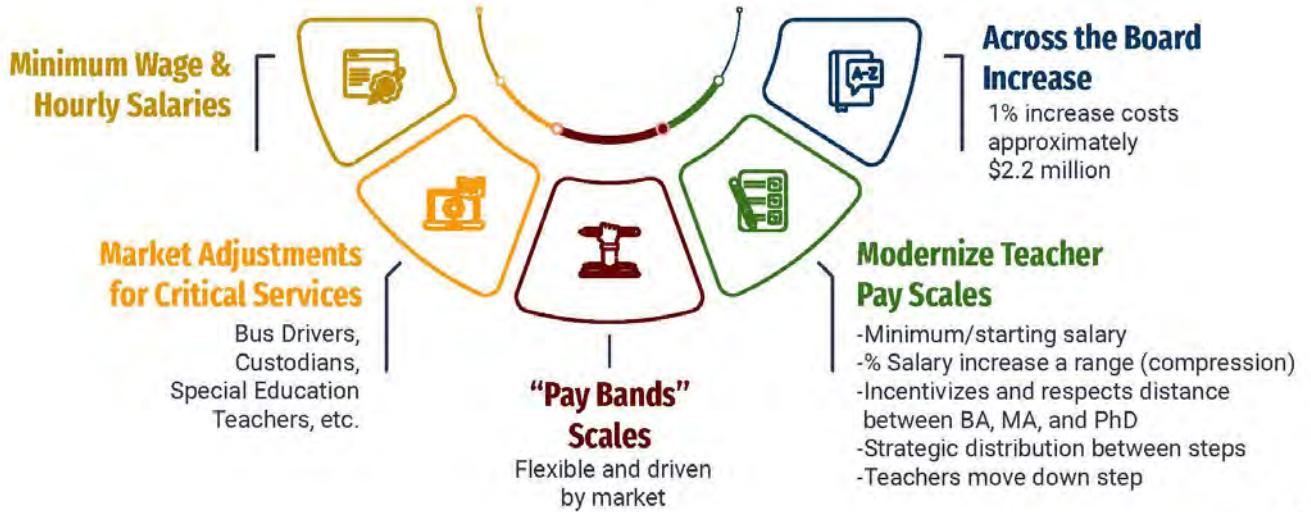 Minimum Wage &
Hourly Salaries
Market Adjustments
for Critical Services
Bus Drivers,
Custodians,
Special Education
Teachers, etc.
“Pay Bands”
Scales
Flexible and driven
by market
Modernize Teacher
Pay Scales
-Minimum/starting salary
-% Salary increase a range (compression)
-Incentivizes and respects distance
between BA, MA, and PhD
-Strategic distribution between steps
-Teachers move down step
A-Z
Across the Board
Increase
1% increase costs
approximately
$2.2 million